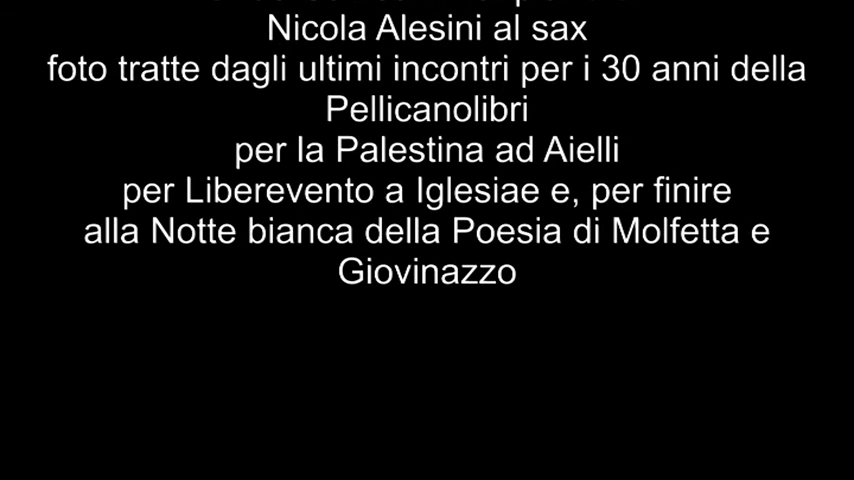 Nicola Alesini al sax
foto tratte dagli ultimi incontri per i 30 anni della
Pellicanolibri
per la Palestina ad Aielli
per Liberevento a Iglesiae e, per finire
alla Notte bianca della Poesia di Molfetta e
Giovinazzo